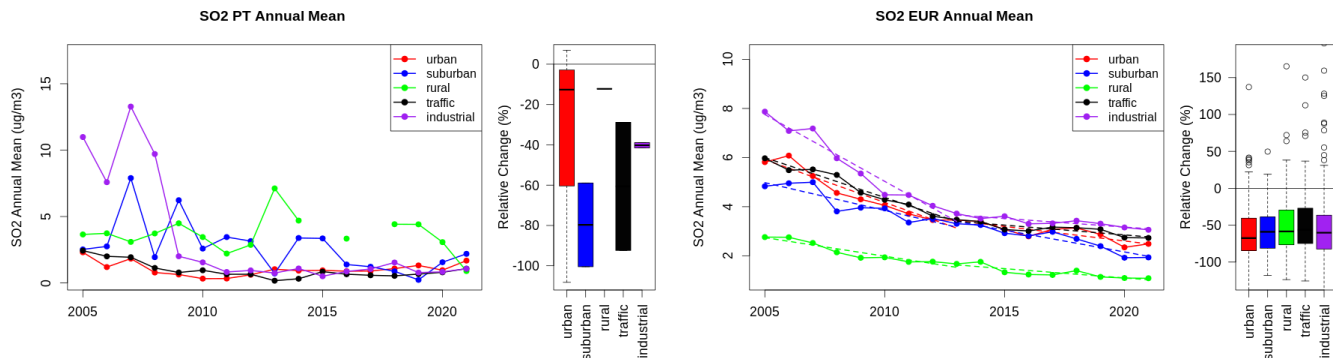 SO2 PT Annual Mean
SO2 Annual Mean (ug/m3)
15
10
5
0
2005
2010
2015
2020
urban
suburban
rural
traffic
industrial
Relative Change (%)
0
-20
-40
-60
-80
-100
urban
suburban
rural
traffic
industrial
SO2 EUR Annual Mean
SO2 Annual Mean (ug/m3)
10
8
6
4
2
2005
2010
2015
2020
urban
suburban
rural
traffic
industrial
Relative Change (%)
150
100
50
0
-50
-100
urban
suburban
rural
traffic
industrial